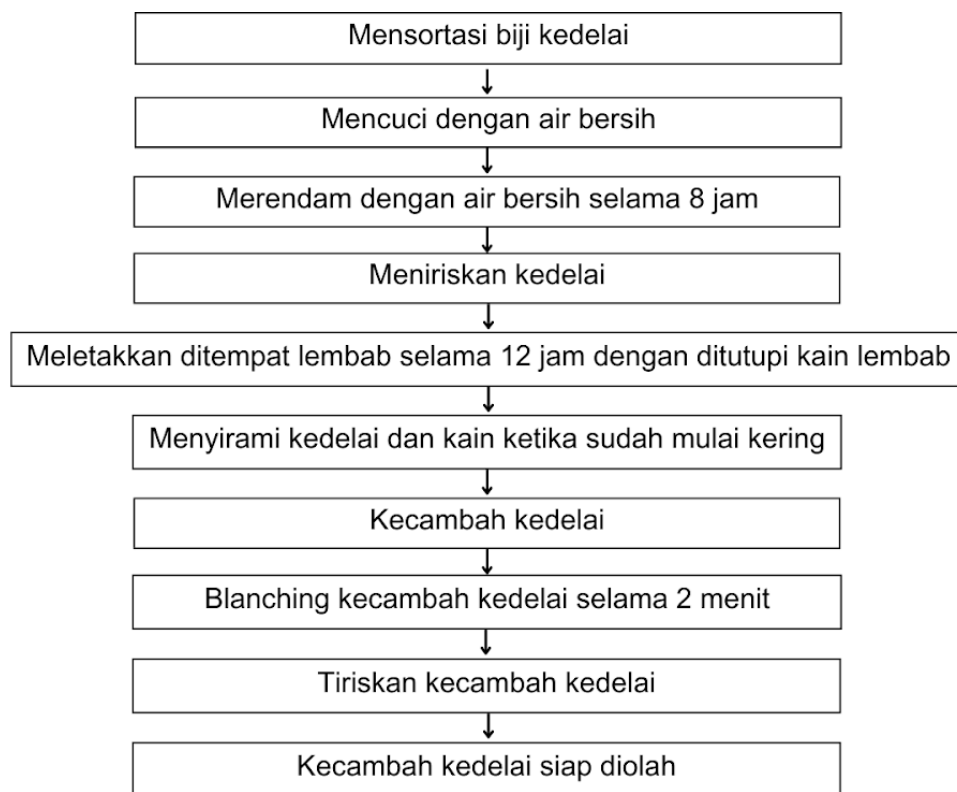 Mensortasi biji kedelai
Mencuci dengan air bersih
Merendam dengan air bersih selama 8 jam
Meniriskan kedelai
Meletakkan ditempat lembab selama 12 jam dengan ditutupi kain lembab
Menyirami kedelai dan kain ketika sudah mulai kering
Kecambah kedelai
Blanching kecambah kedelai selama 2 menit
Tiriskan kecambah kedelai
Kecambah kedelai siap diolah